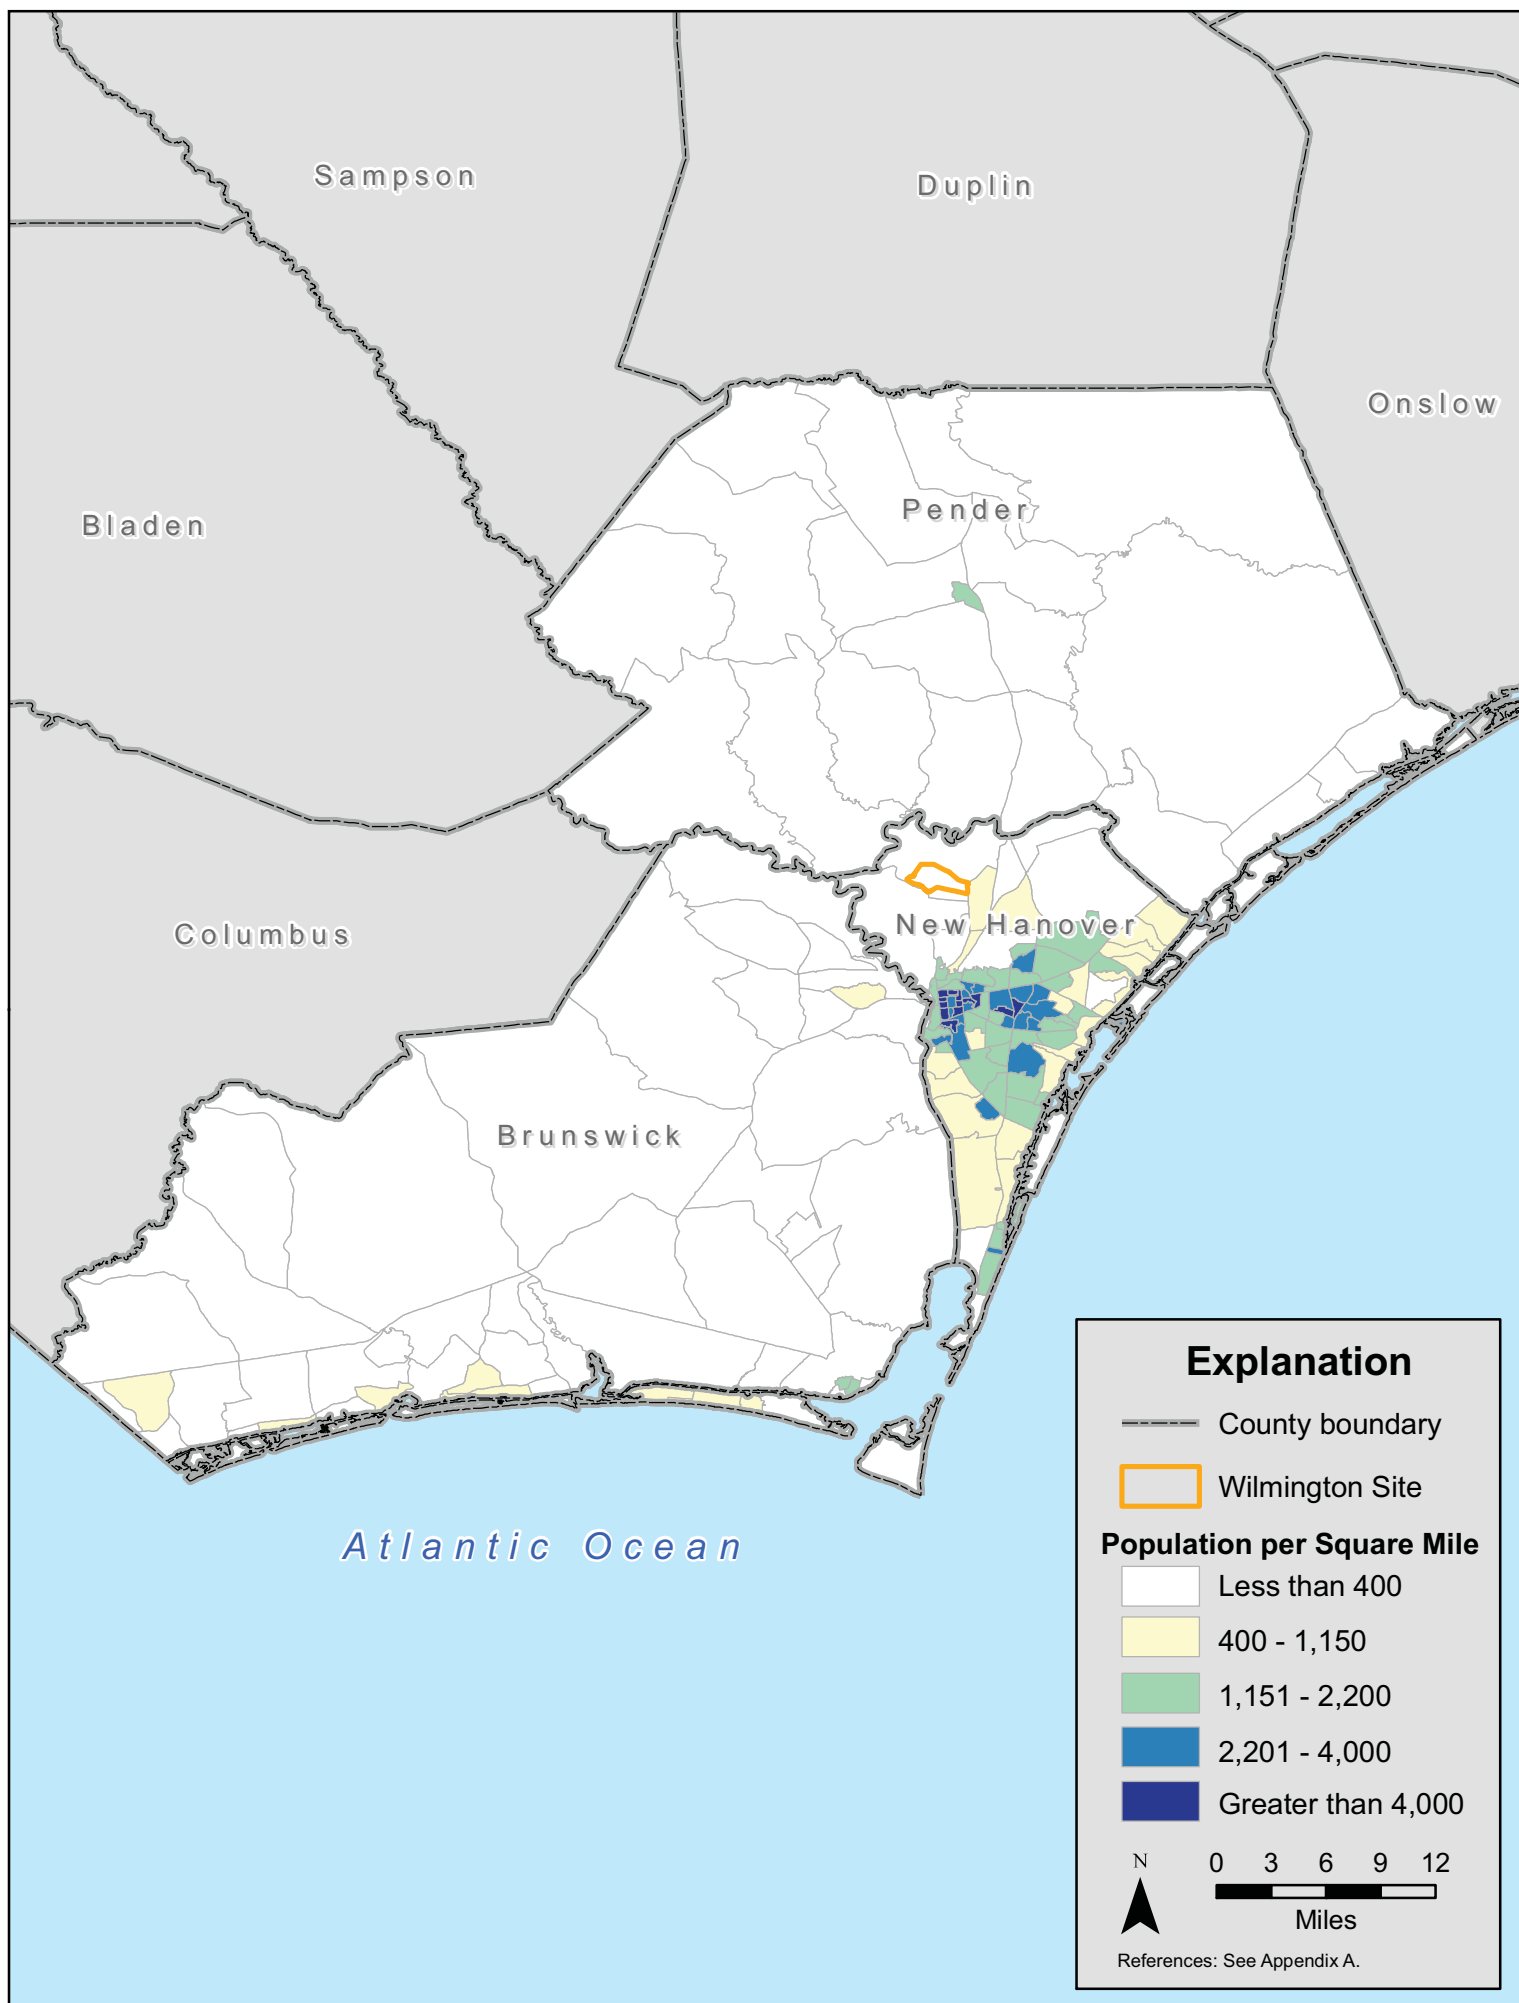 Sampson
Duplin
Onslow
Pender
Bladen
New Hanover
Columbus
Brunswick
Atlantic Ocean
Explanation
County boundary
Wilmington Site
Population per Square Mile
Less than 400
400 - 1,150
1,151 - 2,200
2,201 - 4,000
Greater than 4,000
N
0 3 6 9 12
Miles
References: See Appendix A.